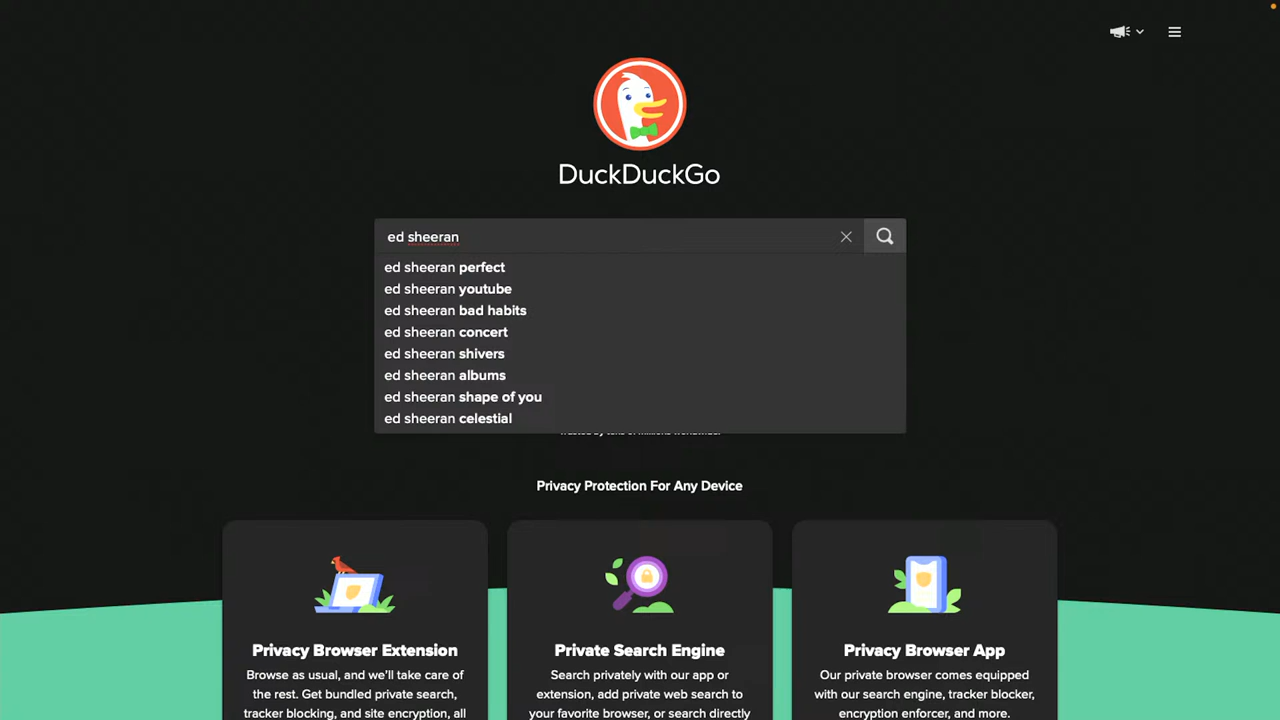 DuckDuckGo
ed sheeran
ed sheeran perfect
ed sheeran youtube
ed sheeran bad habits
ed sheeran concert
ed sheeran shivers
ed sheeran albums
ed sheeran shape of you
ed sheeran celestial
Privacy Protection For Any Device
Privacy Browser Extension
Browse as usual, and we'll take care of
the rest. Get bundled private search,
tracker blocking, and site encryption, all
Private Search Engine
Search privately with our app or
extension, add private web search to
your favorite browser, or search directly
Privacy Browser App
Our private browser comes equipped
with our search engine, tracker blocker,
encryption enforcer, and more.